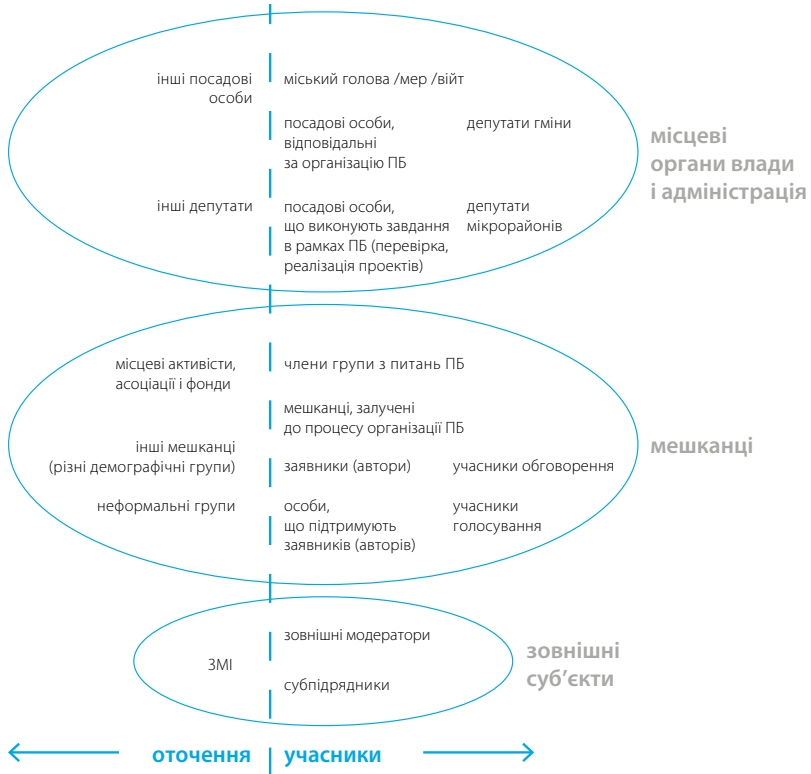 інші посадові
особи
міський голова /мер /війт
посадові особи,
відповідальні
за організацію ПБ
депутати гміни
інші депутати
посадові особи,
що виконують завдання
в рамках ПБ (перевірка,
реалізація проектів)
депутати
мікрорайонів
місцеві
органи влади
і адміністрація
місцеві активісти,
асоціації і фонди
члени групи з питань ПБ
мешканці, залучені
до процесу організації ПБ
інші мешканці
(різні демографічні групи)
заявники (автори)
учасники обговорення
неформальні групи
особи,
що підтримують
заявників (авторів)
учасники
голосування
мешканці
ЗМІ
зовнішні модератори
субпідрядники
зовнішні
суб’єкти
оточення
учасники